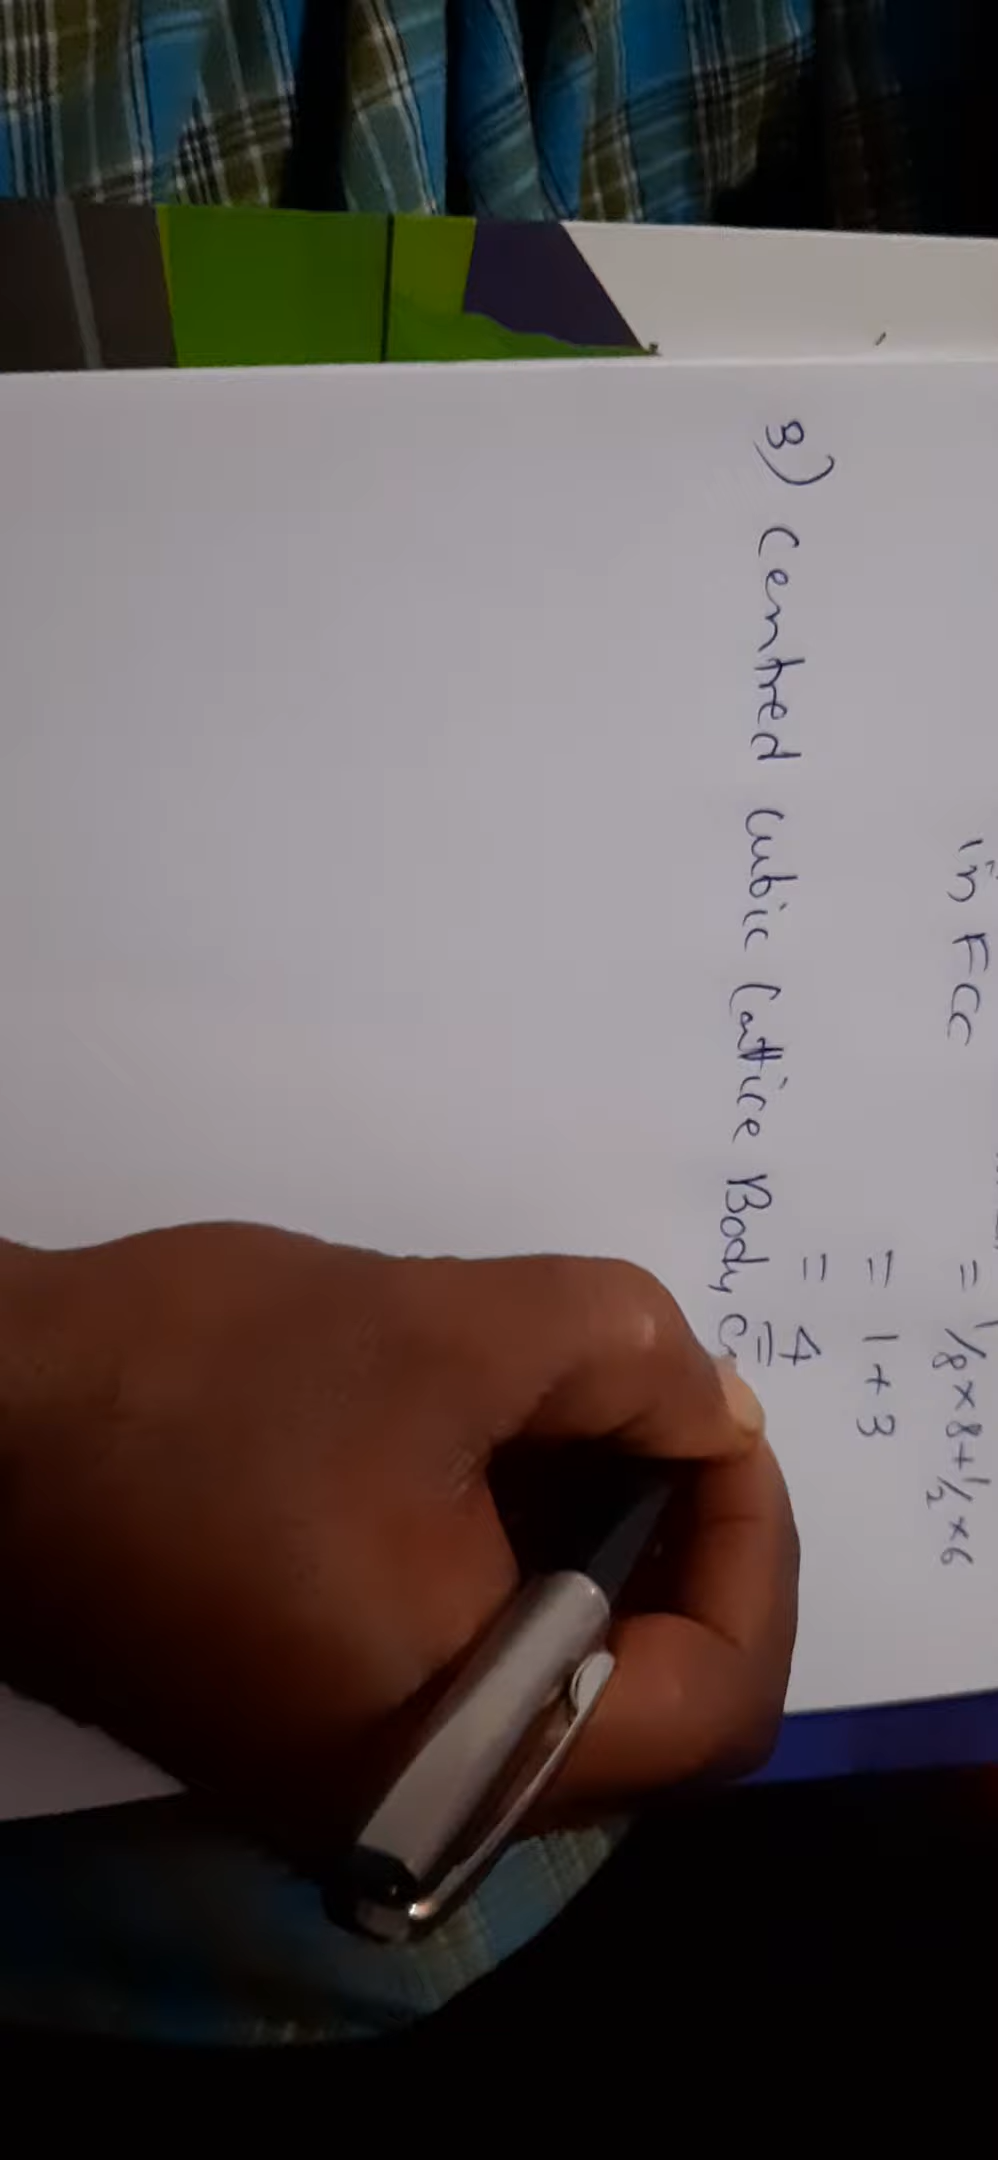 in FCC = 1/8 × 8 + 1/2 × 6
= 1 + 3
= 4
3) Centred Cubic Lattice Body